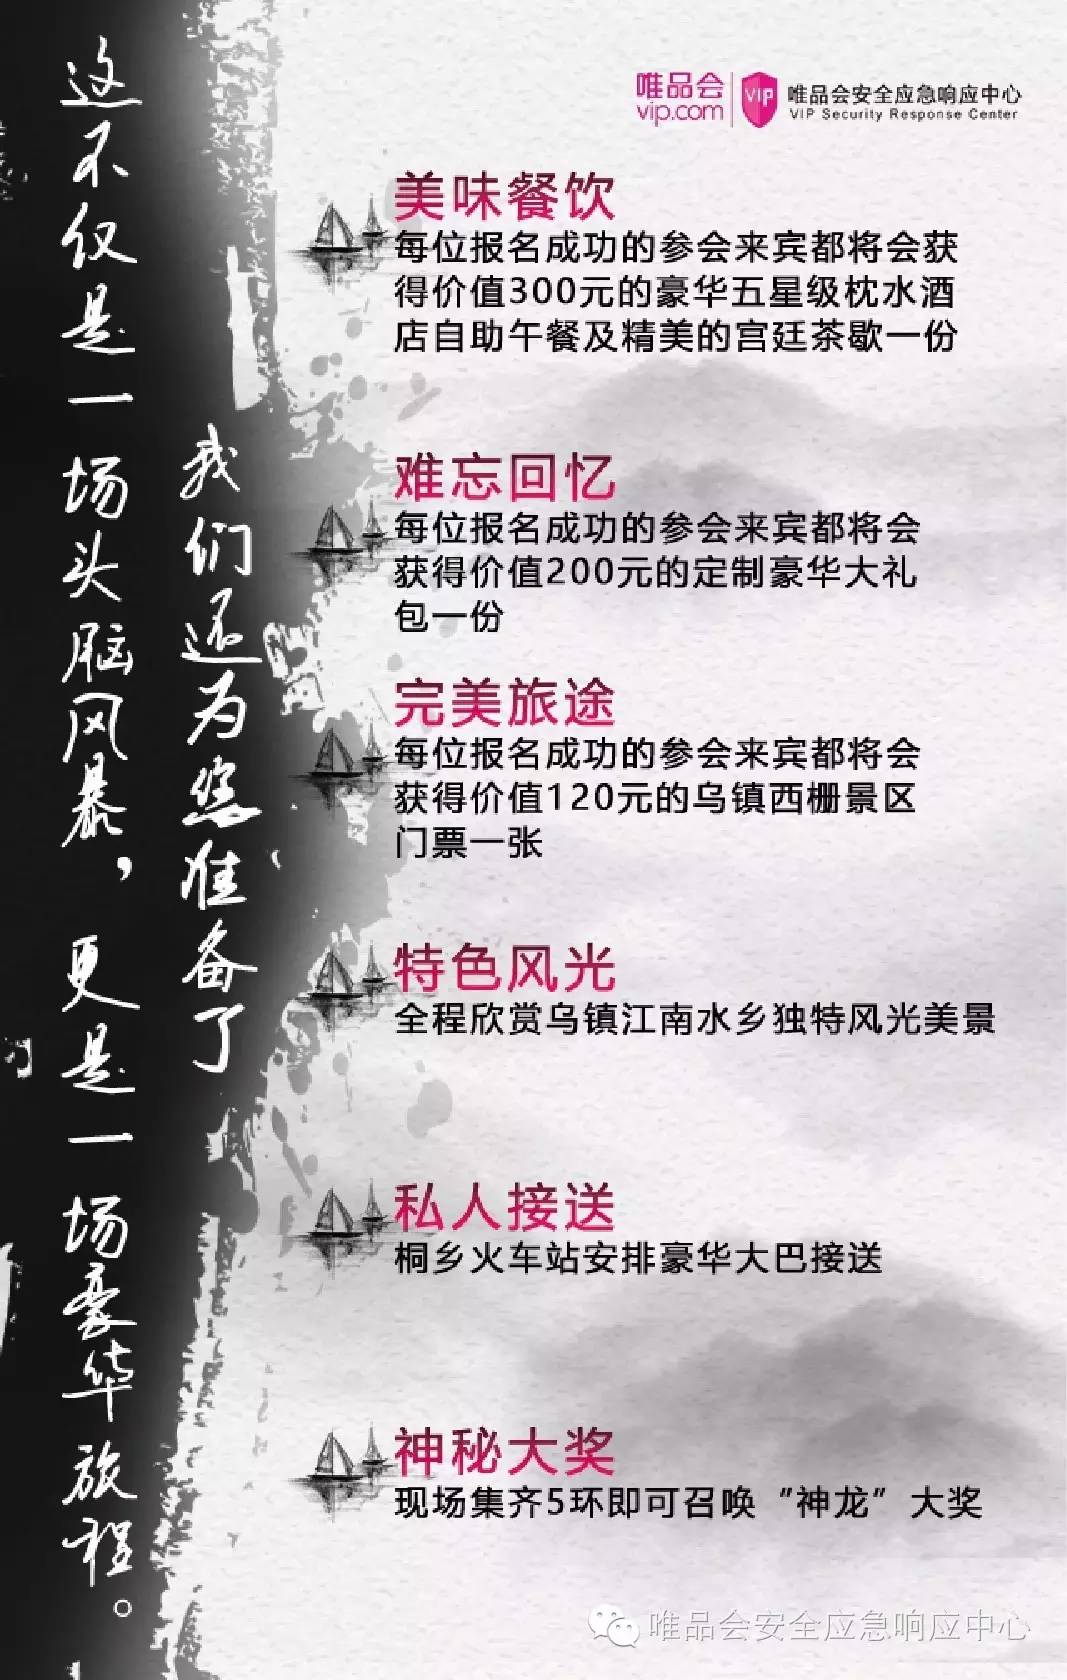 这不仅是一场头脑风暴，更是一场豪华旅程。
我们还为您准备了
唯品会
vip.com
VIP
唯品会安全应急响应中心
VIP Security Response Center
美味餐饮
每位报名成功的参会来宾都将会获
得价值300元的豪华五星级枕水酒
店自助午餐及精美的宫廷茶歇一份
难忘回忆
每位报名成功的参会来宾都将会
获得价值200元的定制豪华大礼
包一份
完美旅途
每位报名成功的参会来宾都将会
获得价值120元的乌镇西栅景区
门票一张
特色风光
全程欣赏乌镇江南水乡独特风光美景
私人接送
桐乡火车站安排豪华大巴接送
神秘大奖
现场集齐5环即可召唤“神龙”大奖
唯品会安全应急响应中心